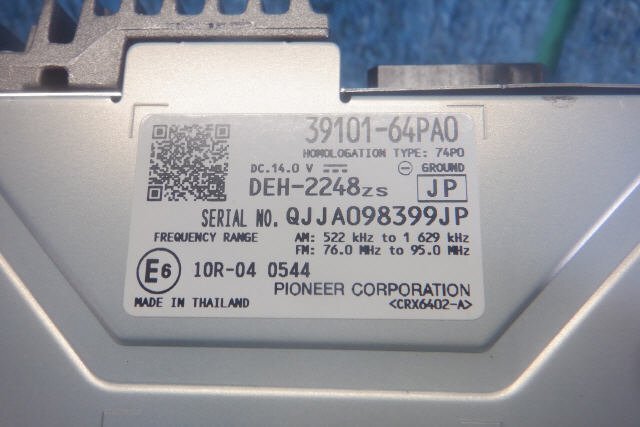 39101-64PA0
HOMOLOGATION TYPE: 74P0
DC.14.0 V ⎓ ⊖ GROUND
DEH-2248ZS JP
SERIAL NO. QJJA098399JP
FREQUENCY RANGE AM: 522 kHz to 1 629 kHz
FM: 76.0 MHz to 95.0 MHz
E6 10R-04 0544
PIONEER CORPORATION
MADE IN THAILAND <CRX6402-A>